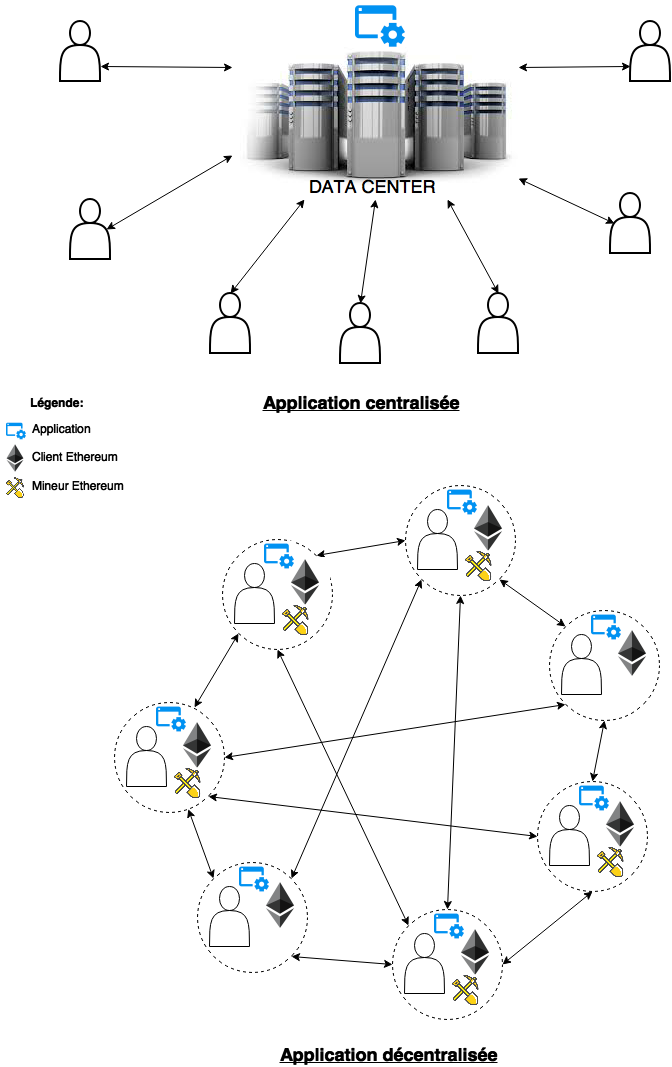 DATA CENTER
Application centralisée
Légende:
Application
Client Ethereum
Mineur Ethereum
Application décentralisée